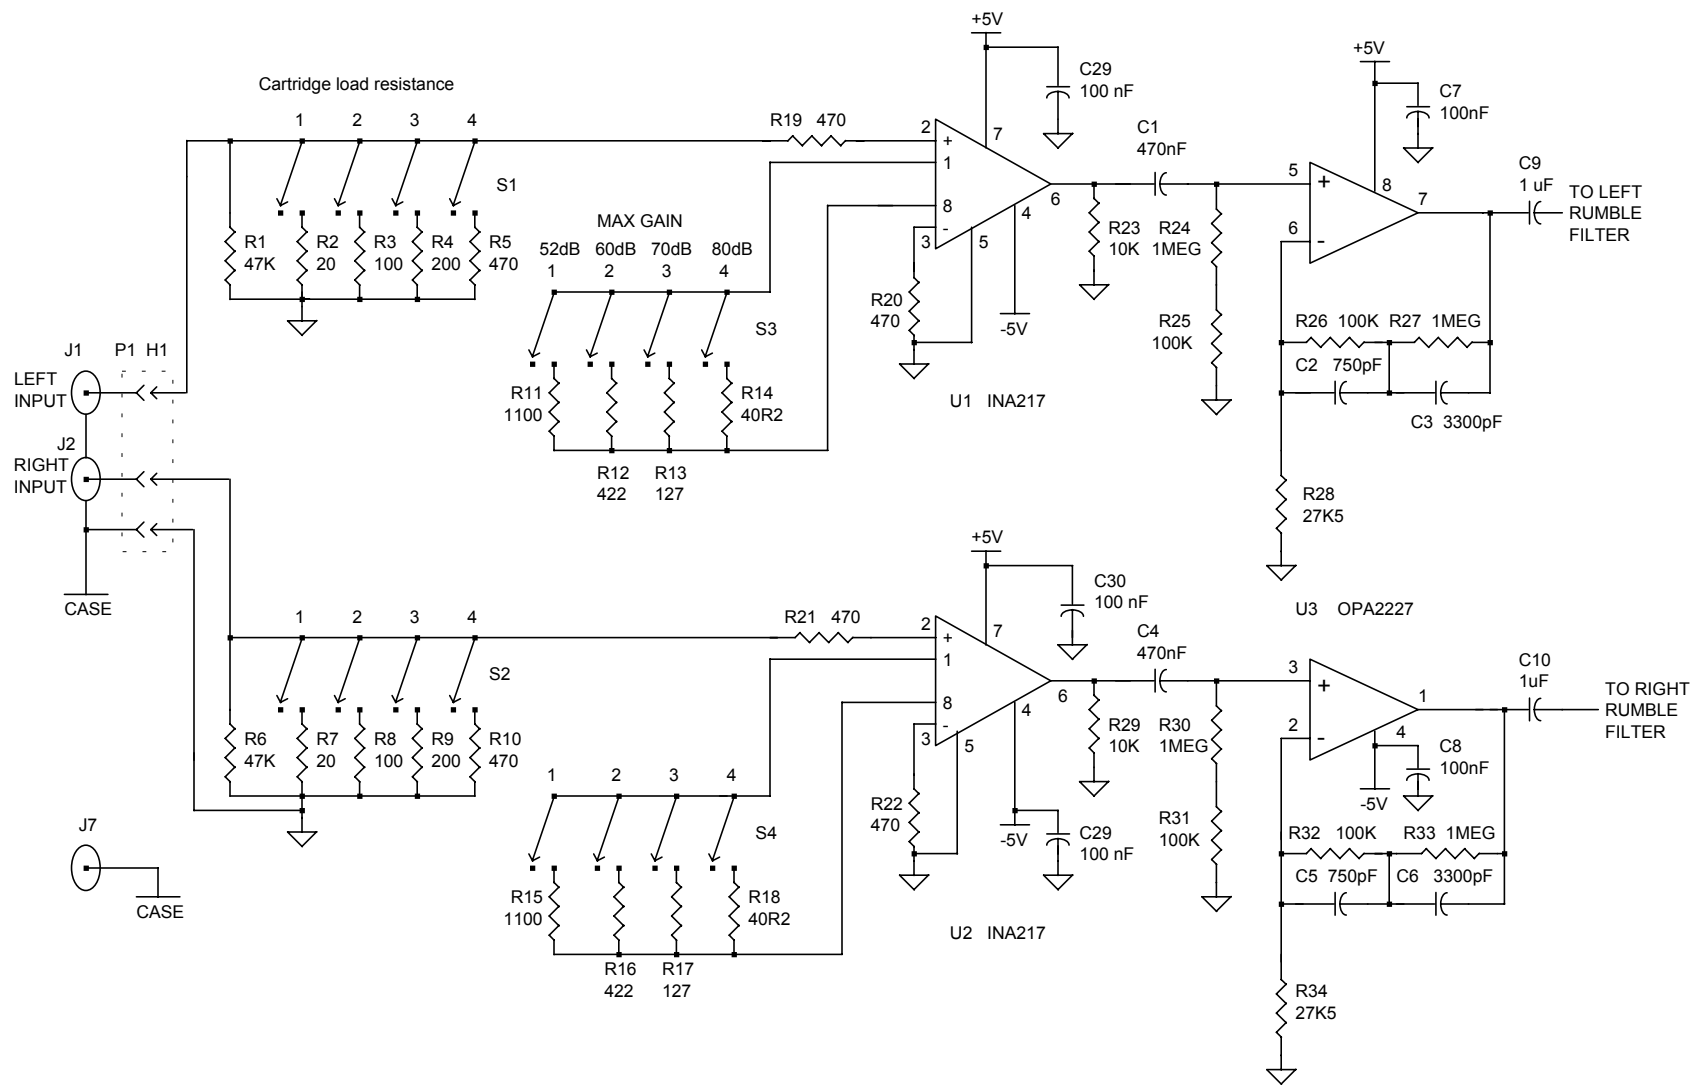 Cartridge load resistance
1 2 3 4
S1
R1
47K
R2
20
R3
100
R4
200
R5
470
J1
P1 H1
LEFT
INPUT
J2
RIGHT
INPUT
CASE
J7
CASE
MAX GAIN
52dB 60dB 70dB 80dB
1 2 3 4
S3
R11
1100
R12
422
R13
127
R14
40R2
R19 470
+5V
C29
100 nF
2
+
1
8
-
3
7
6
4
5
R20
470
-5V
U1 INA217
C1
470nF
R23
10K
R24
1MEG
R25
100K
+5V
C7
100nF
5
+
6
-
8
7
C9
1 uF
TO LEFT
RUMBLE
FILTER
R26 100K R27 1MEG
C2 750pF
C3 3300pF
R28
27K5
U3 OPA2227
1 2 3 4
S2
R6
47K
R7
20
R8
100
R9
200
R10
470
1 2 3 4
S4
R15
1100
R16
422
R17
127
R18
40R2
R21 470
+5V
C30
100 nF
2
+
1
8
-
3
7
6
4
5
R22
470
-5V
C29
100 nF
U2 INA217
C4
470nF
R29
10K
R30
1MEG
R31
100K
3
+
2
-
1
4
C8
100nF
-5V
C10
1uF
TO RIGHT
RUMBLE
FILTER
R32 100K R33 1MEG
C5 750pF C6 3300pF
R34
27K5